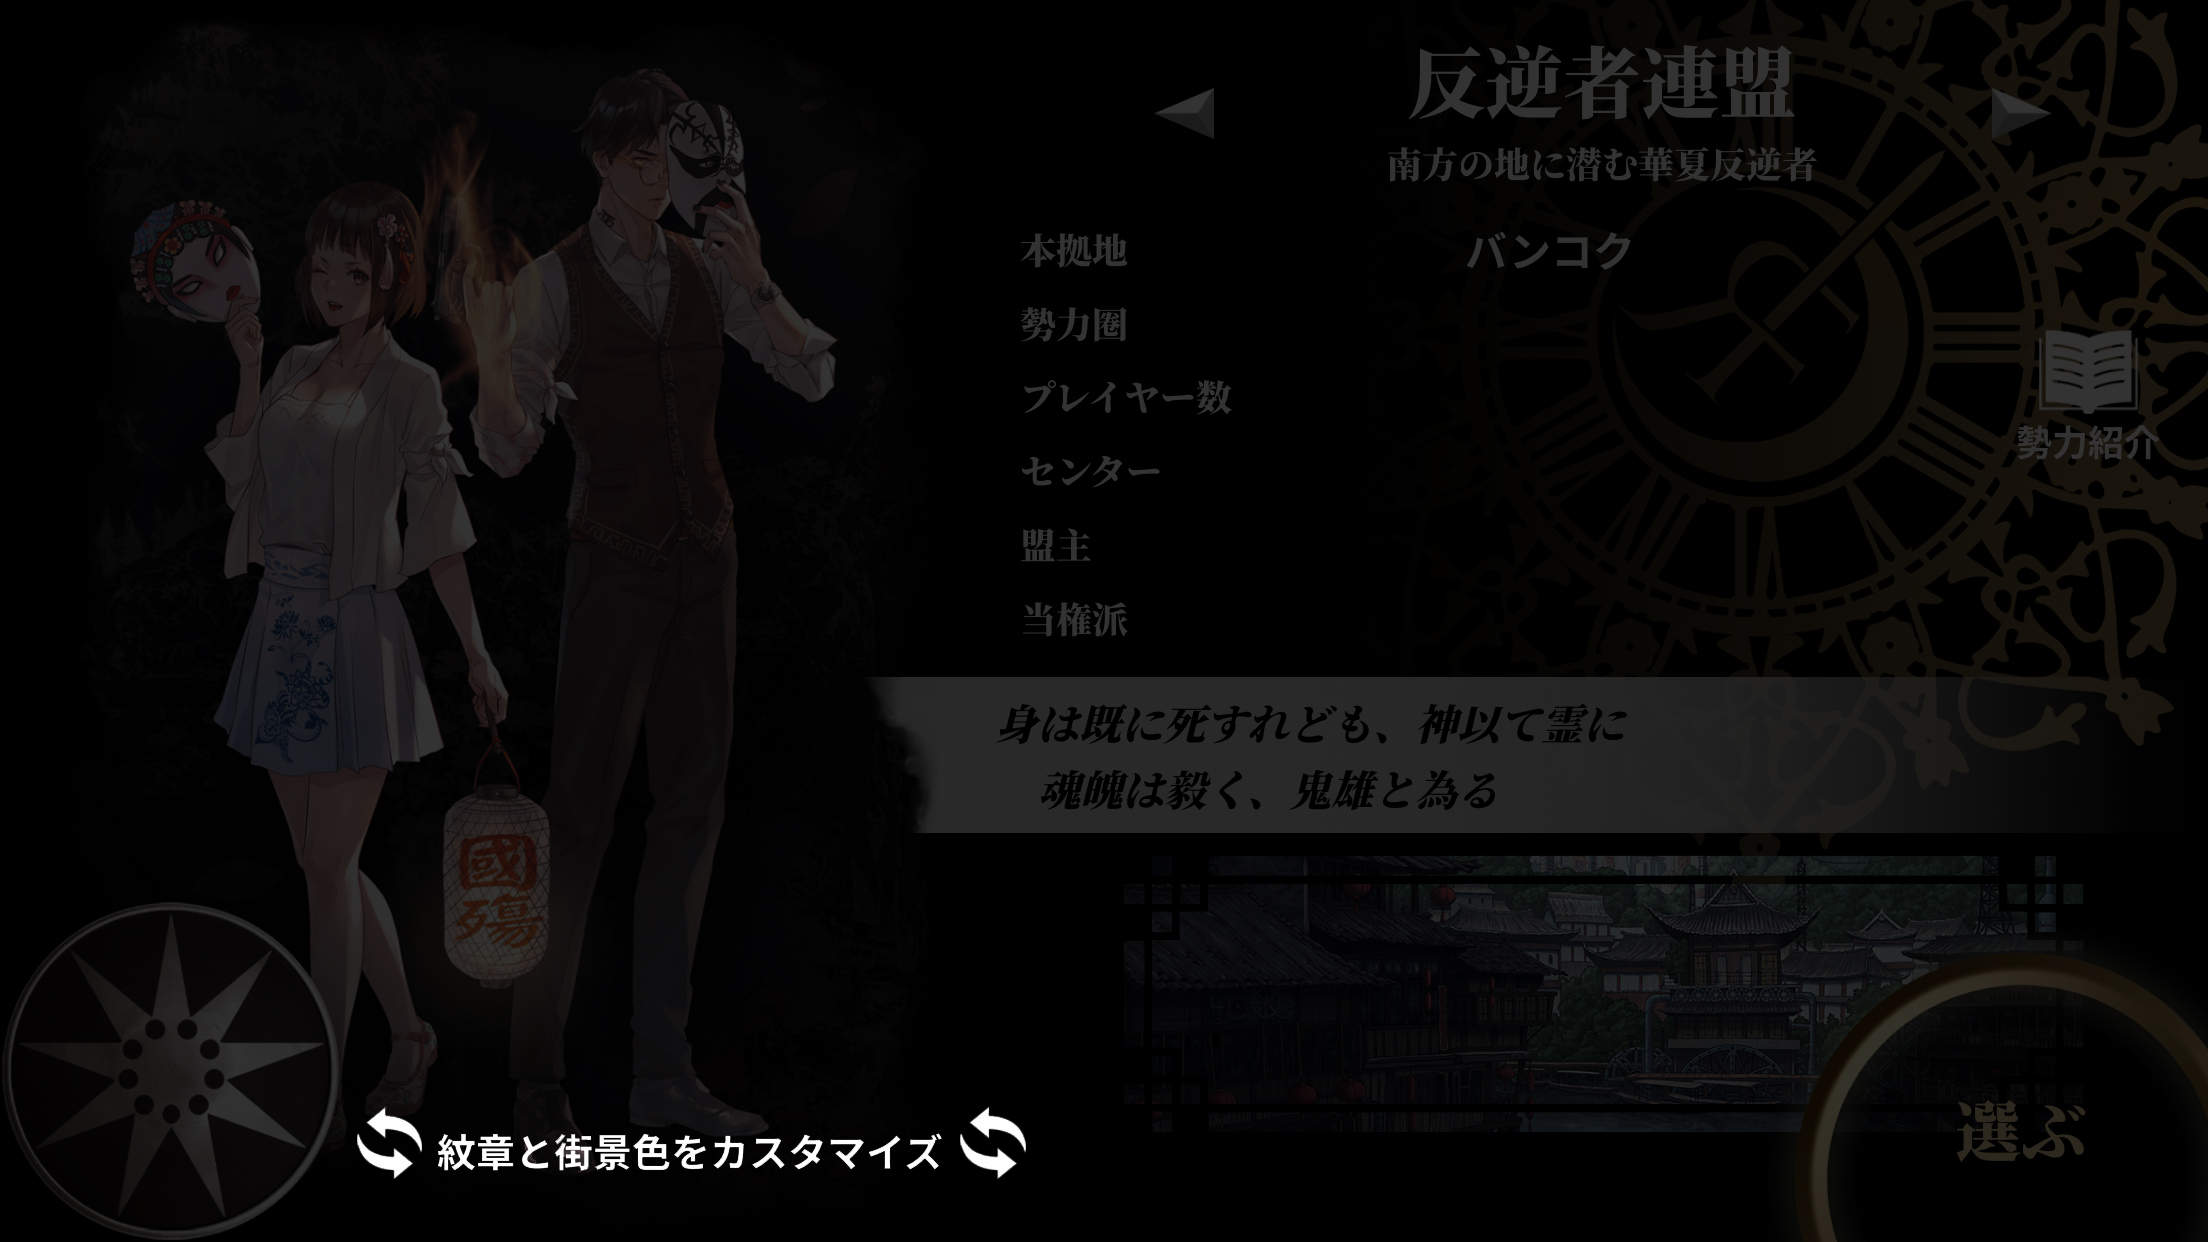 反逆者連盟
南方の地に潜む華夏反逆者
本拠地
バンコク
勢力圏
プレイヤー数
センター
盟主
当権派
勢力紹介
身は既に死すれども、神以て霊に
魂魄は毅く、鬼雄と為る
國
殤
紋章と街景色をカスタマイズ
選ぶ